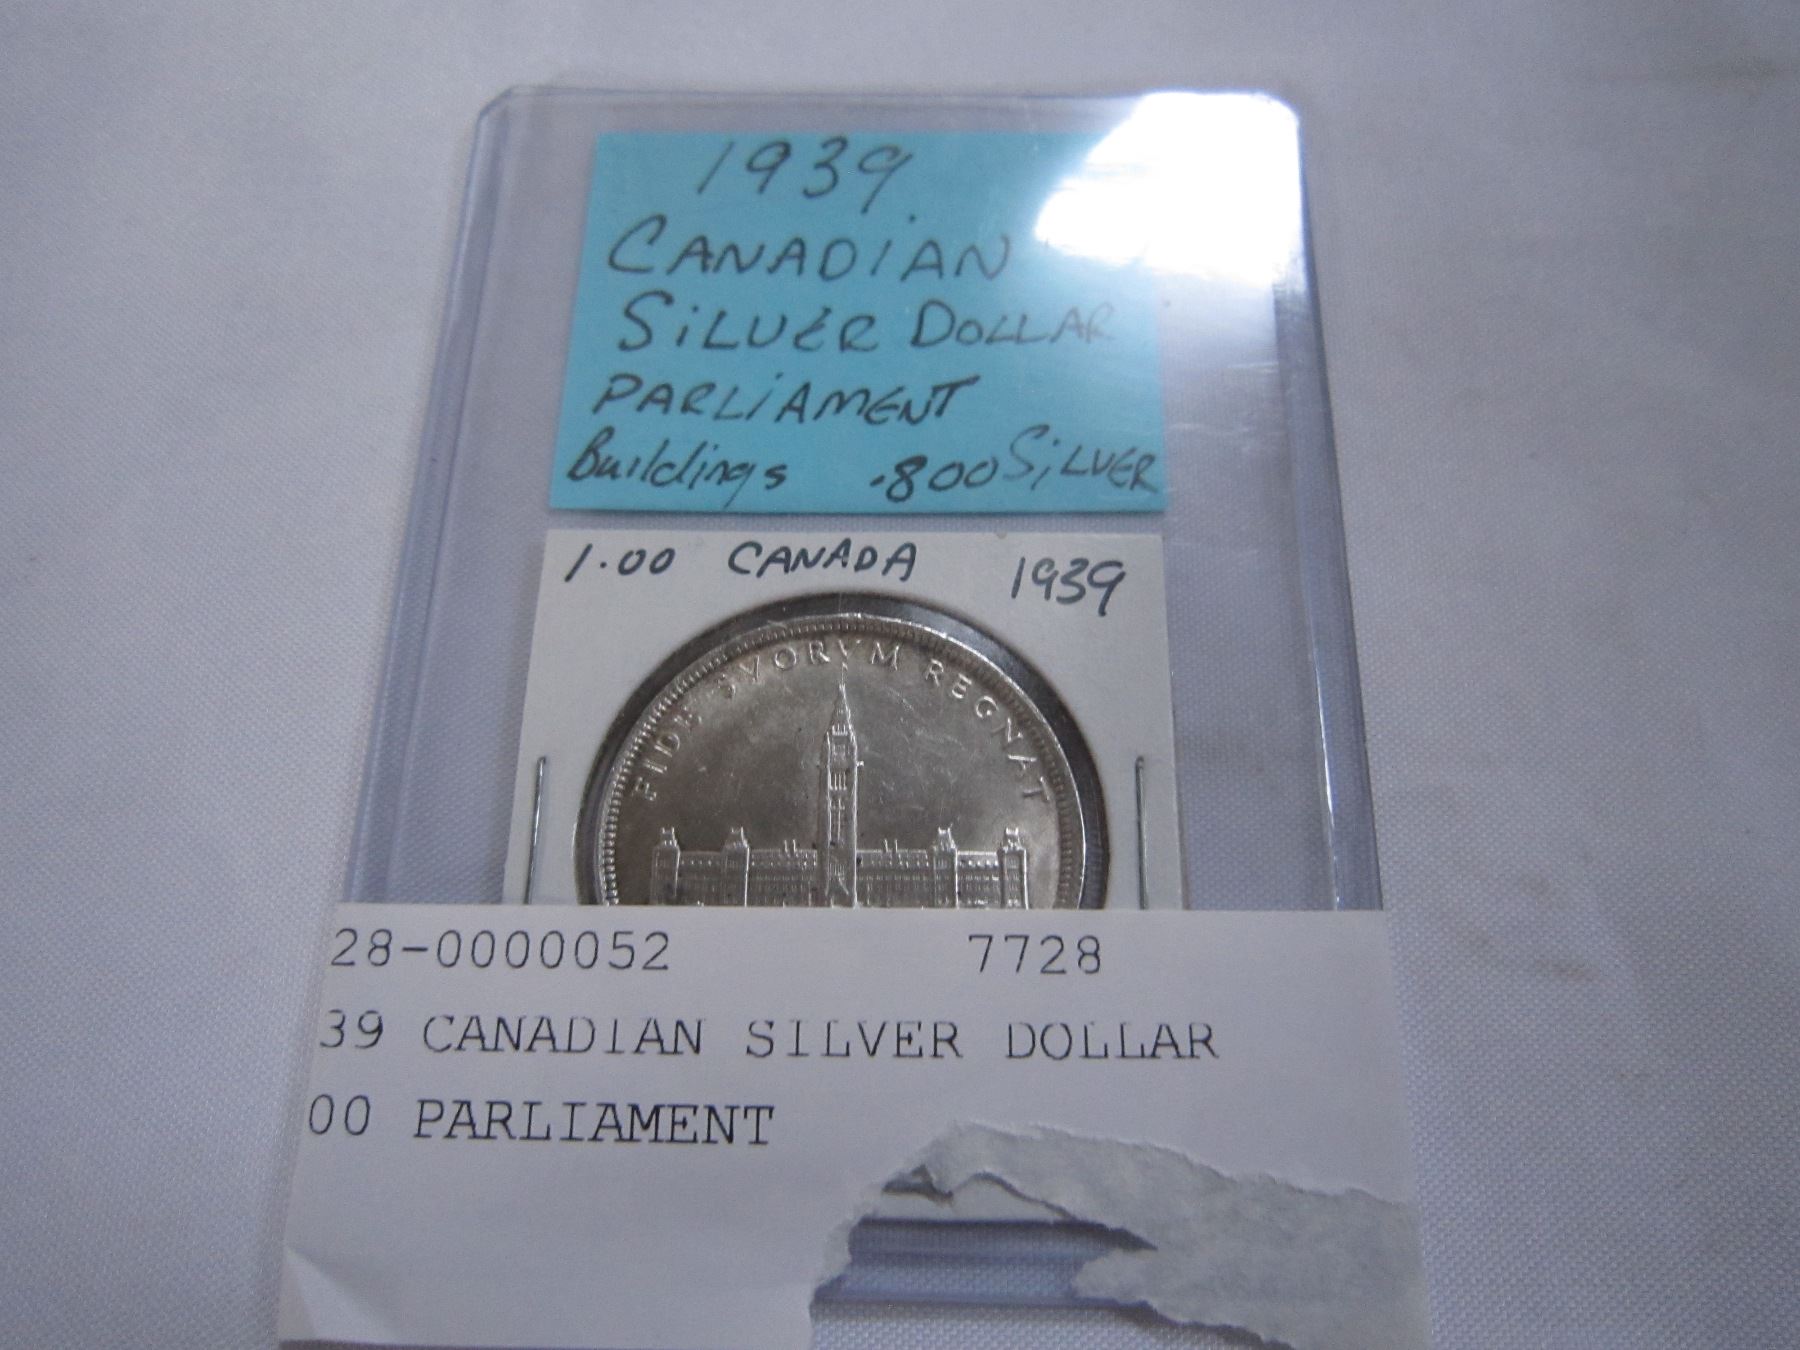 1939
CANADIAN
SILVER DOLLAR
PARLIAMENT
Buildings .800 SILVER
1.00 CANADA 1939
FIDE SVORVM REGNAT
28-0000052 7728
39 CANADIAN SILVER DOLLAR
00 PARLIAMENT